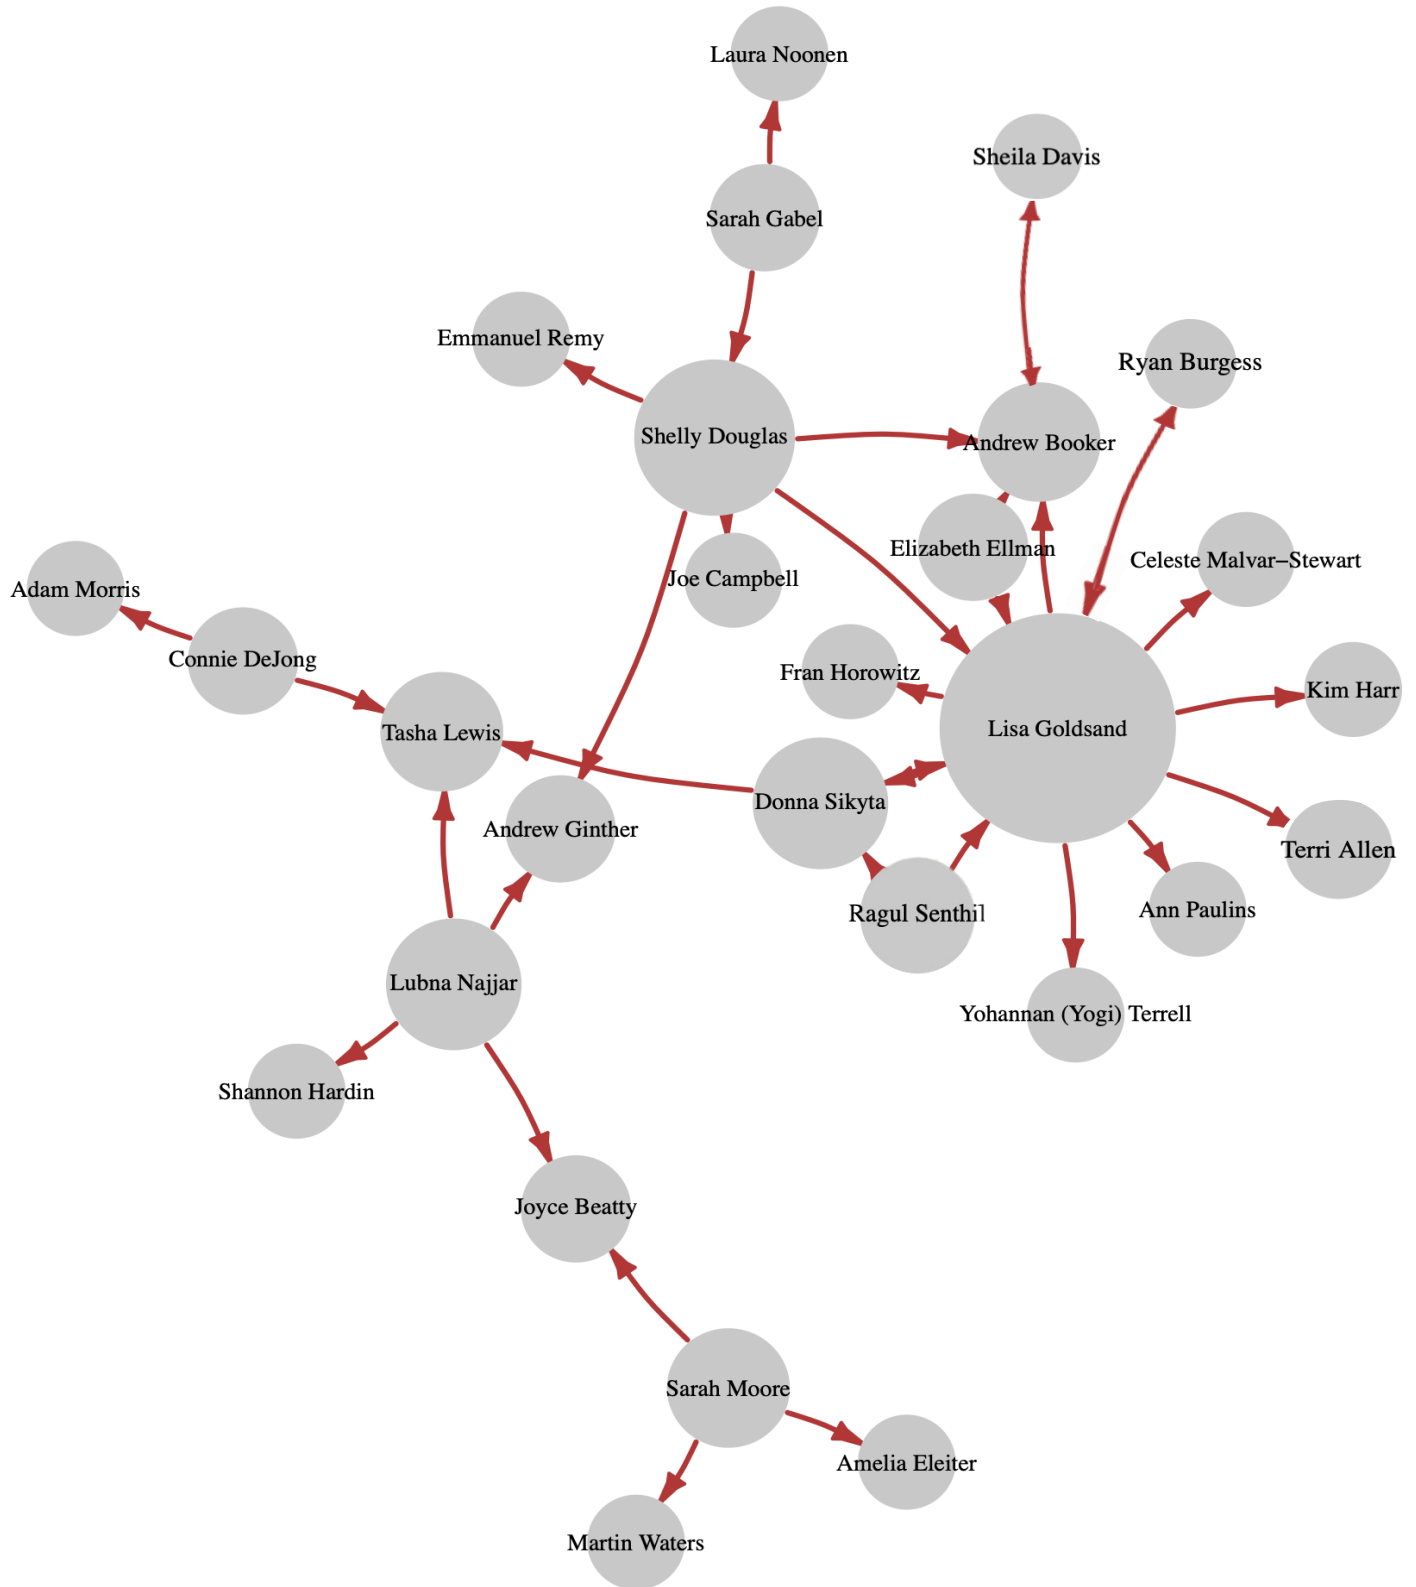 Laura Noonen
Sheila Davis
Sarah Gabel
Emmanuel Remy
Ryan Burgess
Shelly Douglas
Andrew Booker
Elizabeth Ellman
Celeste Malvar–Stewart
Joe Campbell
Adam Morris
Connie DeJong
Fran Horowitz
Kim Harr
Lisa Goldsand
Tasha Lewis
Donna Sikyta
Andrew Ginther
Terri Allen
Ann Paulins
Ragul Senthil
Lubna Najjar
Yohannan (Yogi) Terrell
Shannon Hardin
Joyce Beatty
Sarah Moore
Amelia Eleiter
Martin Waters